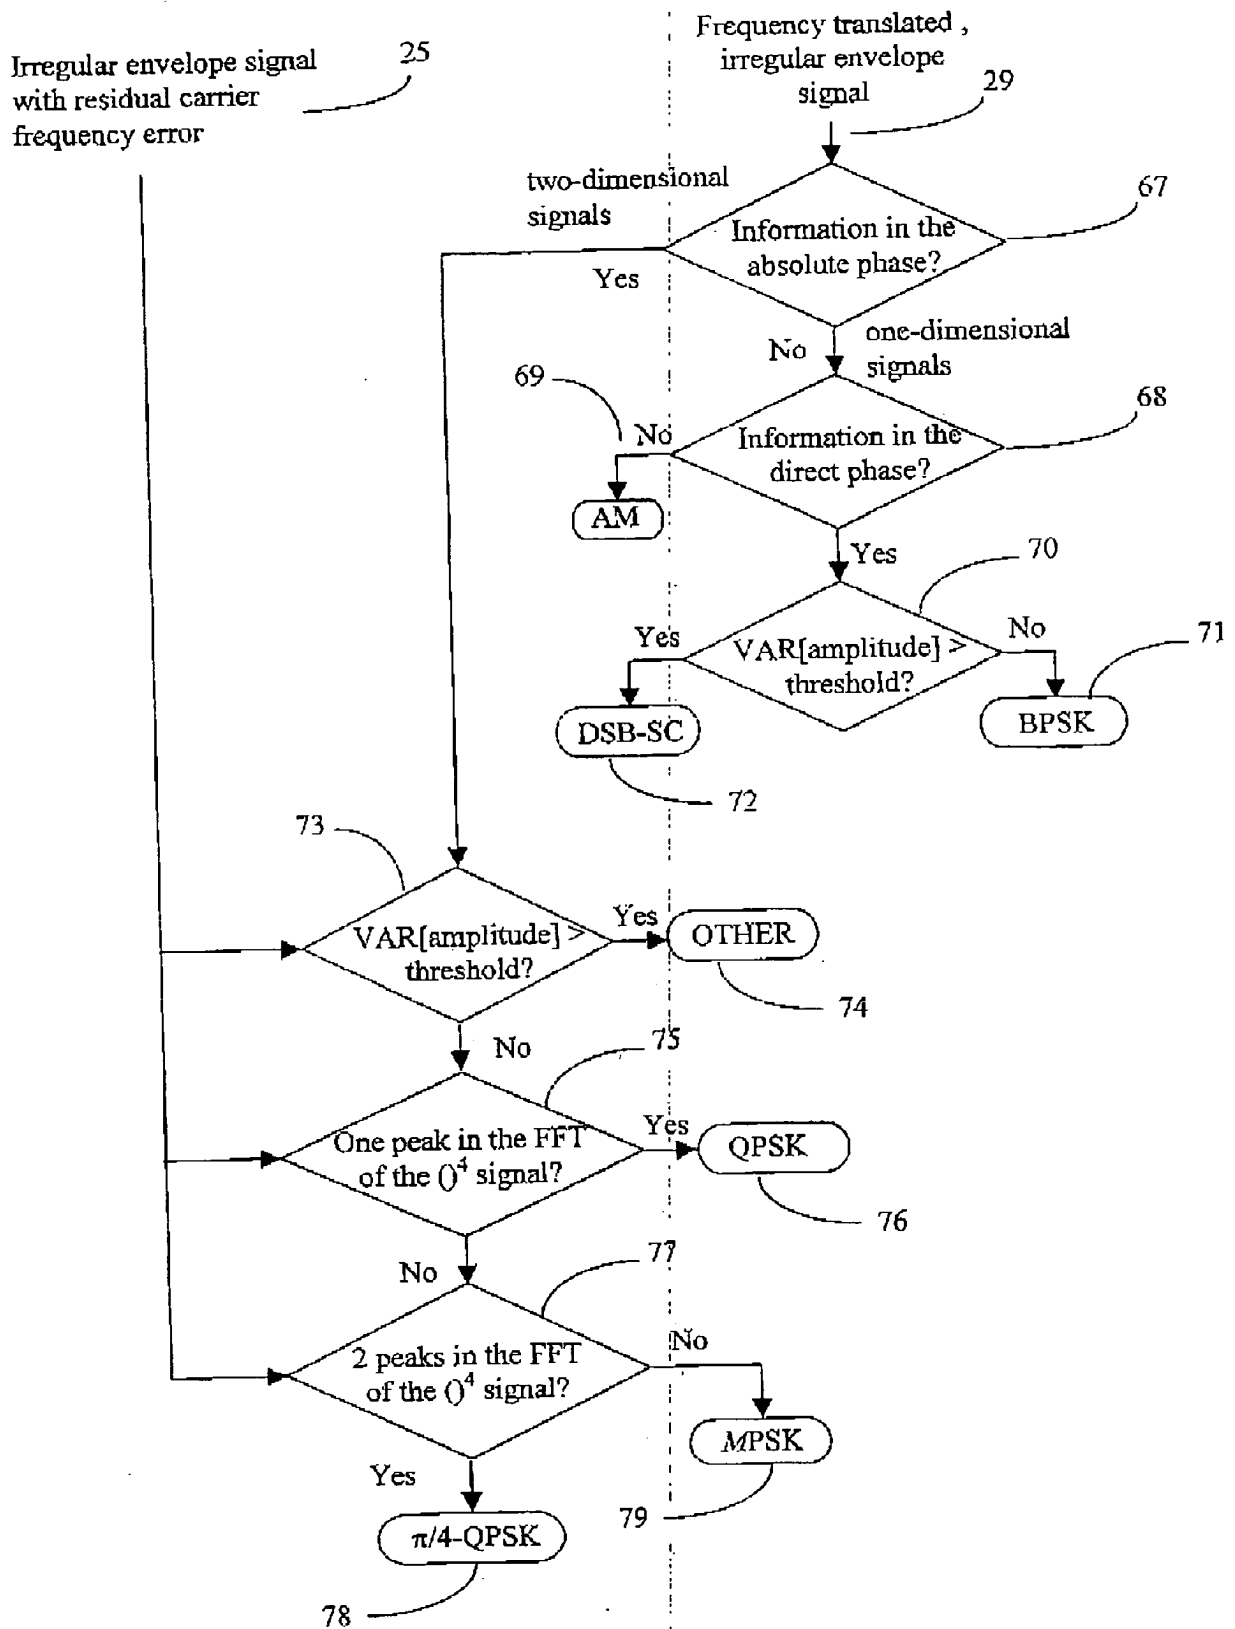 Irregular envelope signal
with residual carrier
frequency error
25
Frequency translated ,
irregular envelope
signal
29
two-dimensional
signals
Information in the
absolute phase?
67
Yes
No
one-dimensional
signals
69
No
Information in the
direct phase?
68
AM
Yes
70
Yes
VAR[amplitude] >
threshold?
No
71
DSB-SC
BPSK
72
73
VAR[amplitude] >
threshold?
Yes
OTHER
74
No
75
One peak in the FFT
of the ()⁴ signal?
Yes
QPSK
76
No
77
2 peaks in the FFT
of the ()⁴ signal?
No
MPSK
Yes
79
π/4-QPSK
78